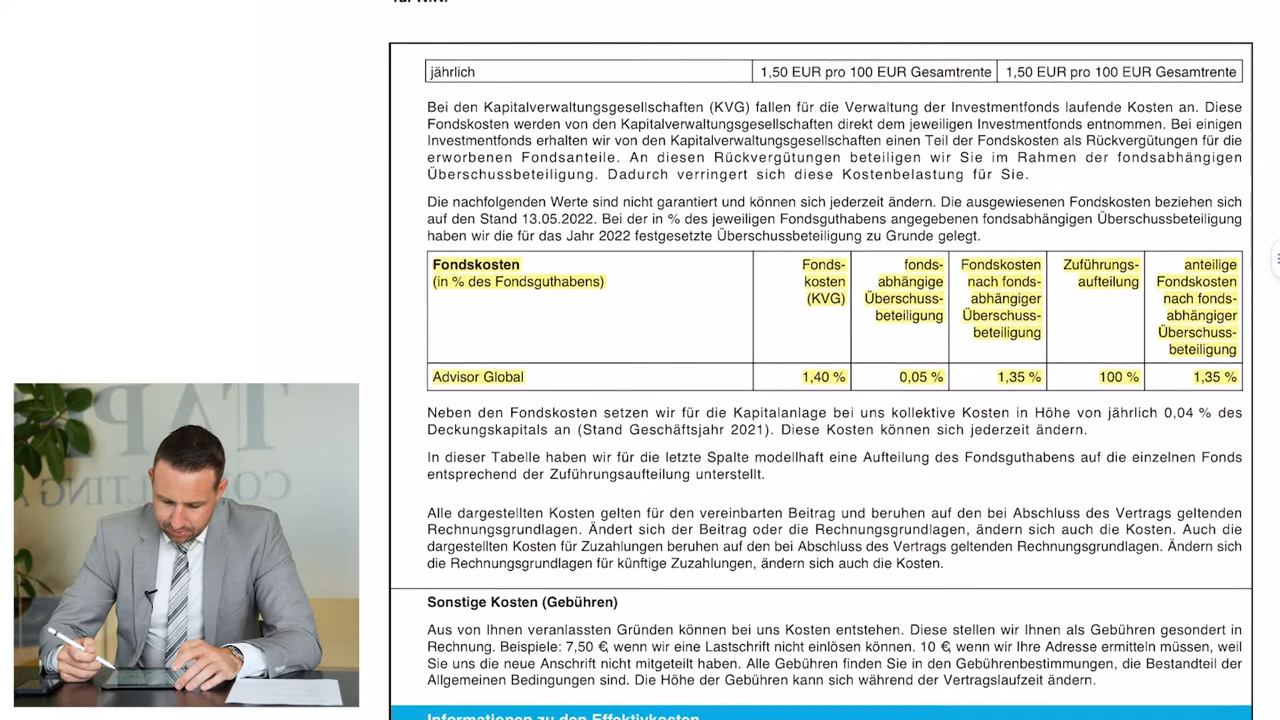 für N.N.
jährlich
1,50 EUR pro 100 EUR Gesamtrente
1,50 EUR pro 100 EUR Gesamtrente
Bei den Kapitalverwaltungsgesellschaften (KVG) fallen für die Verwaltung der Investmentfonds laufende Kosten an. Diese
Fondskosten werden von den Kapitalverwaltungsgesellschaften direkt dem jeweiligen Investmentfonds entnommen. Bei einigen
Investmentfonds erhalten wir von den Kapitalverwaltungsgesellschaften einen Teil der Fondskosten als Rückvergütungen für die
erworbenen Fondsanteile. An diesen Rückvergütungen beteiligen wir Sie im Rahmen der fondsabhängigen
Überschussbeteiligung. Dadurch verringert sich diese Kostenbelastung für Sie.
Die nachfolgenden Werte sind nicht garantiert und können sich jederzeit ändern. Die ausgewiesenen Fondskosten beziehen sich
auf den Stand 13.05.2022. Bei der in % des jeweiligen Fondsguthabens angegebenen fondsabhängigen Überschussbeteiligung
haben wir die für das Jahr 2022 festgesetzte Überschussbeteiligung zu Grunde gelegt.
Fondskosten
(in % des Fondsguthabens)
Fonds-
kosten
(KVG)
fonds-
abhängige
Überschuss-
beteiligung
Fondskosten
nach fonds-
abhängiger
Überschuss-
beteiligung
Zuführungs-
aufteilung
anteilige
Fondskosten
nach fonds-
abhängiger
Überschuss-
beteiligung
Advisor Global
1,40 %
0,05 %
1,35 %
100 %
1,35 %
Neben den Fondskosten setzen wir für die Kapitalanlage bei uns kollektive Kosten in Höhe von jährlich 0,04 % des
Deckungskapitals an (Stand Geschäftsjahr 2021). Diese Kosten können sich jederzeit ändern.
In dieser Tabelle haben wir für die letzte Spalte modellhaft eine Aufteilung des Fondsguthabens auf die einzelnen Fonds
entsprechend der Zuführungsaufteilung unterstellt.
Alle dargestellten Kosten gelten für den vereinbarten Beitrag und beruhen auf den bei Abschluss des Vertrags geltenden
Rechnungsgrundlagen. Ändert sich der Beitrag oder die Rechnungsgrundlagen, ändern sich auch die Kosten. Auch die
dargestellten Kosten für Zuzahlungen beruhen auf den bei Abschluss des Vertrags geltenden Rechnungsgrundlagen. Ändern sich
die Rechnungsgrundlagen für künftige Zuzahlungen, ändern sich auch die Kosten.
Sonstige Kosten (Gebühren)
Aus von Ihnen veranlassten Gründen können bei uns Kosten entstehen. Diese stellen wir Ihnen als Gebühren gesondert in
Rechnung. Beispiele: 7,50 €, wenn wir eine Lastschrift nicht einlösen können. 10 €, wenn wir Ihre Adresse ermitteln müssen, weil
Sie uns die neue Anschrift nicht mitgeteilt haben. Alle Gebühren finden Sie in den Gebührenbestimmungen, die Bestandteil der
Allgemeinen Bedingungen sind. Die Höhe der Gebühren kann sich während der Vertragslaufzeit ändern.
Informationen zu den Effektivkosten